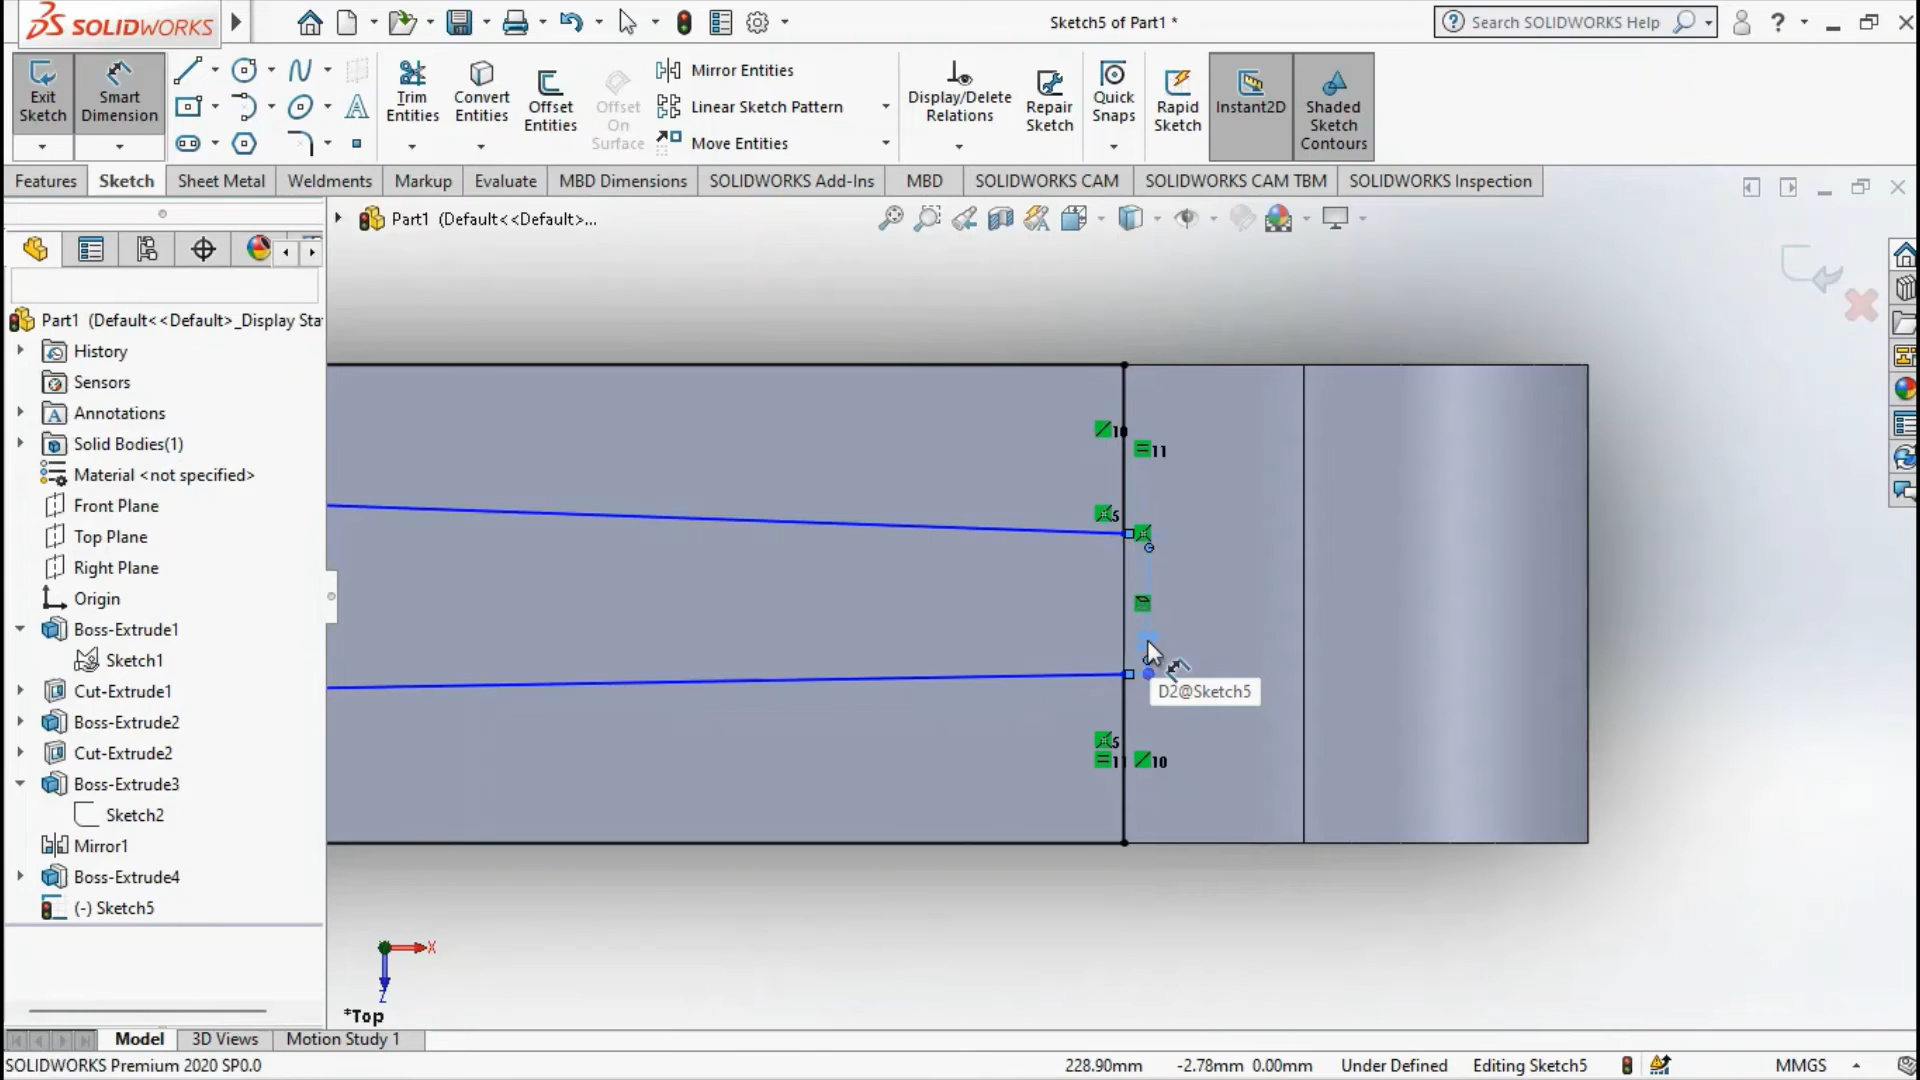 SOLIDWORKS
Sketch5 of Part1 *
Search SOLIDWORKS Help
?
Exit Sketch
Smart Dimension
Trim Entities
Convert Entities
Offset Entities
Offset On Surface
Mirror Entities
Linear Sketch Pattern
Move Entities
Display/Delete Relations
Repair Sketch
Quick Snaps
Rapid Sketch
Instant2D
Shaded Sketch Contours
Features
Sketch
Sheet Metal
Weldments
Markup
Evaluate
MBD Dimensions
SOLIDWORKS Add-Ins
MBD
SOLIDWORKS CAM
SOLIDWORKS CAM TBM
SOLIDWORKS Inspection
Part1 (Default<<Default>...
Part1 (Default<<Default>_Display Sta
History
Sensors
Annotations
Solid Bodies(1)
Material <not specified>
Front Plane
Top Plane
Right Plane
Origin
Boss-Extrude1
Sketch1
Cut-Extrude1
Boss-Extrude2
Cut-Extrude2
Boss-Extrude3
Sketch2
Mirror1
Boss-Extrude4
(-) Sketch5
10
11
5
D2@Sketch5
5
11
10
X
Z
*Top
Model
3D Views
Motion Study 1
SOLIDWORKS Premium 2020 SP0.0
228.90mm
-2.78mm
0.00mm
Under Defined
Editing Sketch5
MMGS